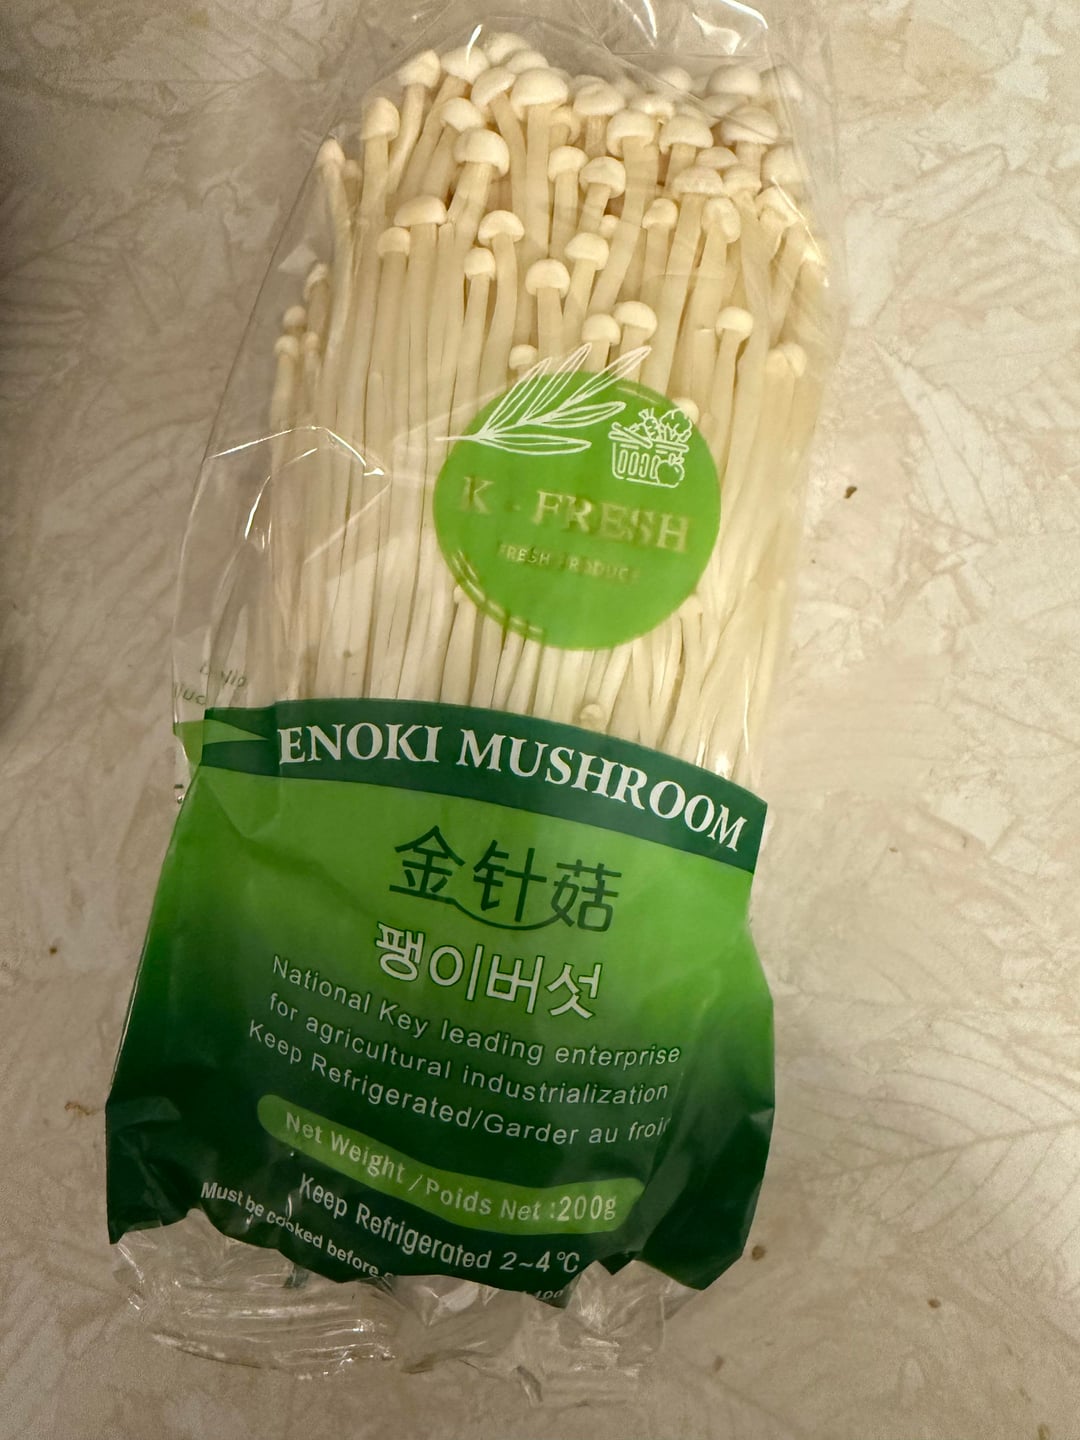 K · FRESH
FRESH PRODUCE
ENOKI MUSHROOM
金针菇
팽이버섯
National Key leading enterprise
for agricultural industrialization
Keep Refrigerated/Garder au froid
Net Weight /Poids Net :200g
Keep Refrigerated 2~4℃
Must be cooked before